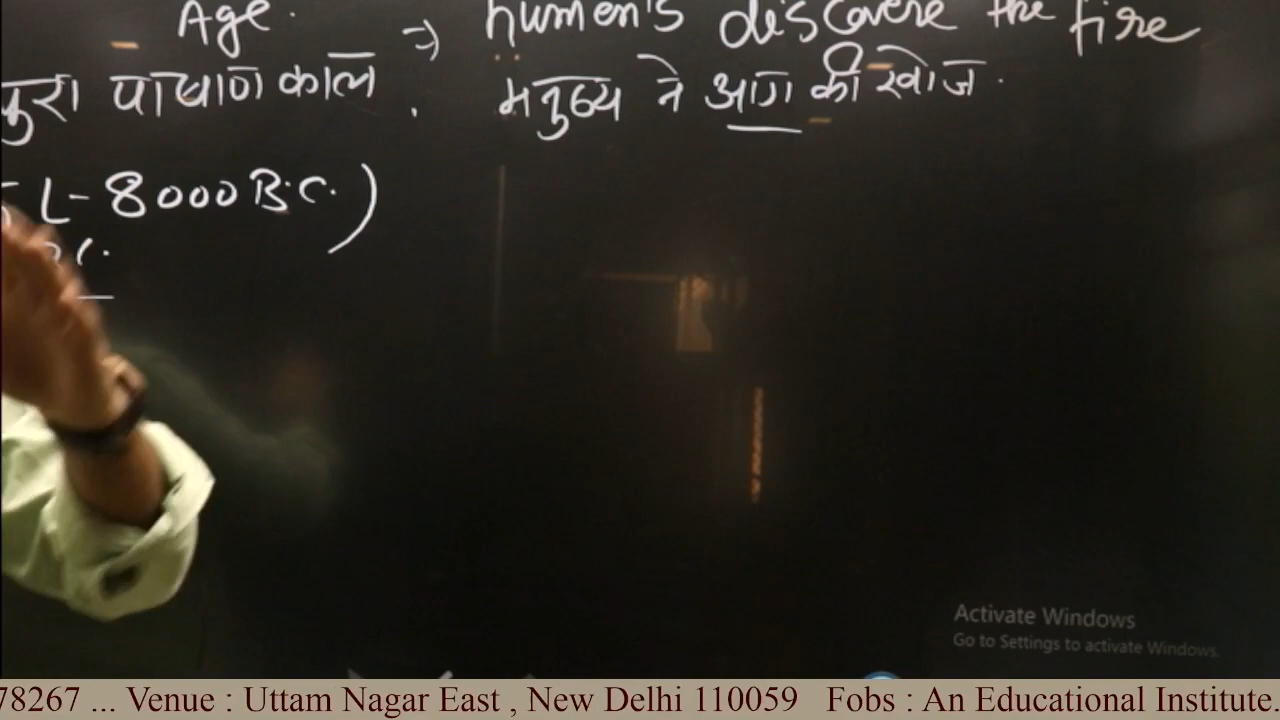 Age. ⇒ humen's discovere the fire
पुरा पाषाण काल . मनुष्य ने आग की खोज .
L-8000 B.C.)
C.
Activate Windows
Go to Settings to activate Windows.
78267 ... Venue : Uttam Nagar East , New Delhi 110059 Fobs : An Educational Institute.